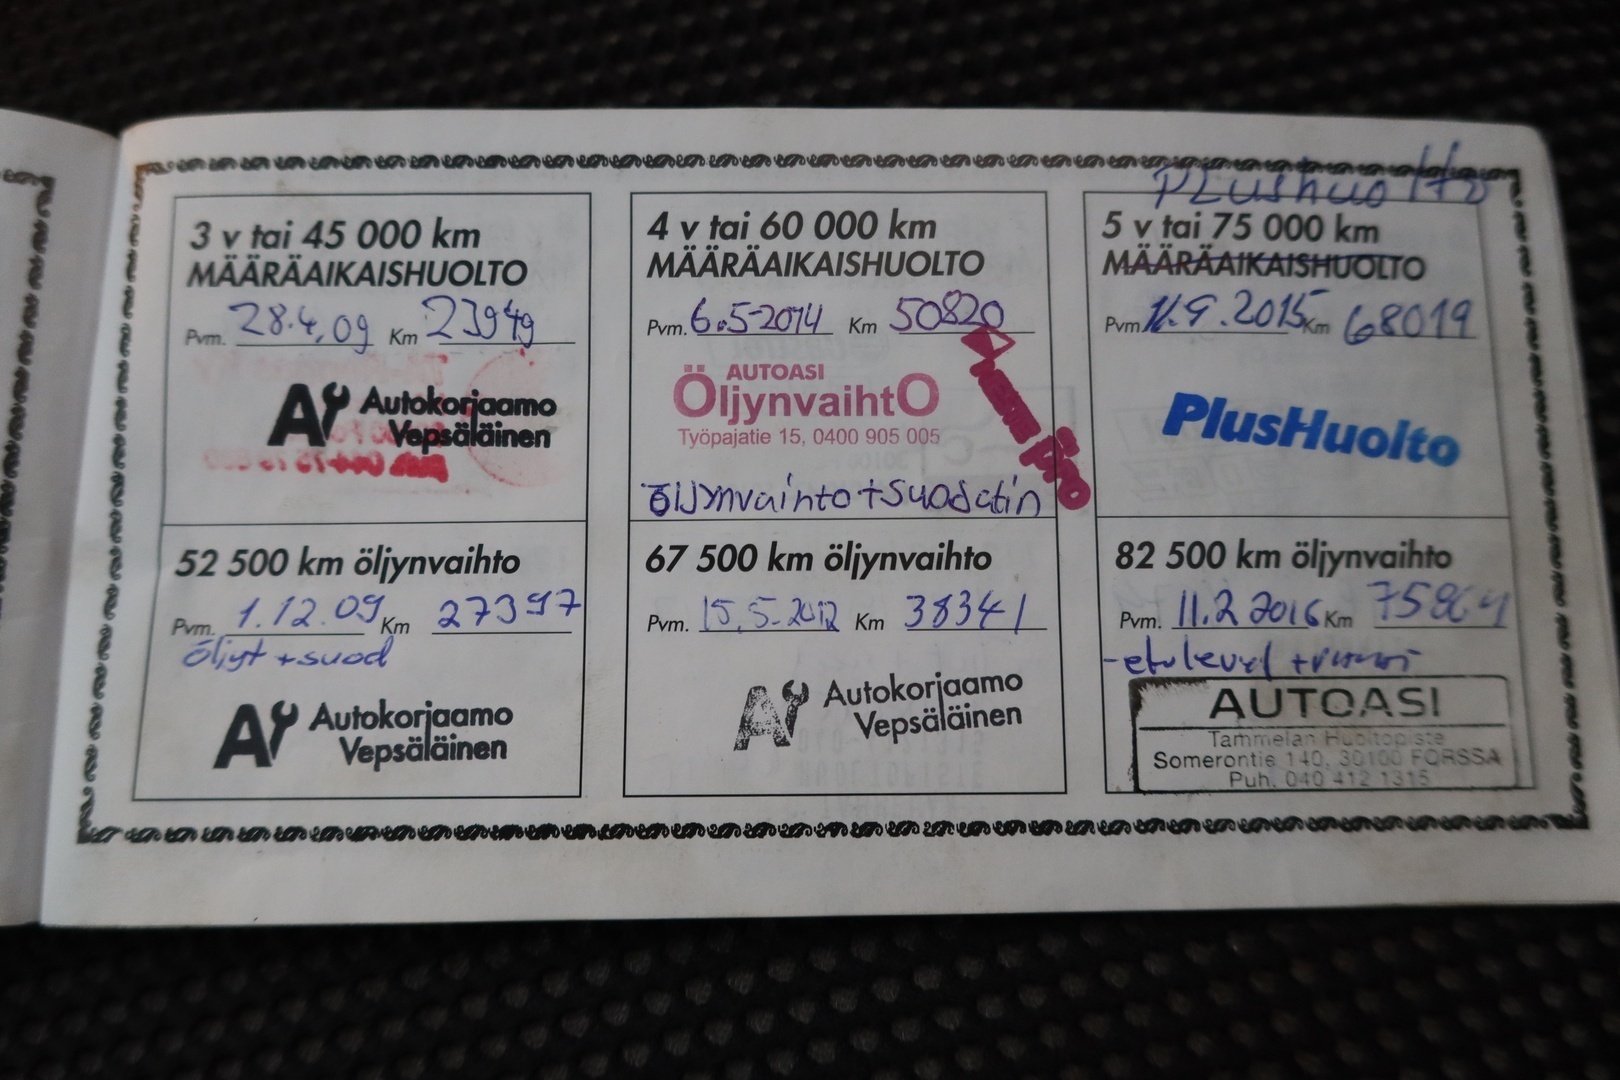 3 v tai 45 000 km
MÄÄRÄAIKAISHUOLTO
Pvm. 28.4.09 Km 23949
Autokorjaamo
Vepsäläinen
52 500 km öljynvaihto
Pvm. 1.12.09 Km 27397
öljyt + suod
Autokorjaamo
Vepsäläinen
4 v tai 60 000 km
MÄÄRÄAIKAISHUOLTO
Pvm. 6.5-2014 Km 50820
AUTOASI
ÖljynvaihtO
Työpajatie 15, 0400 905 005
öljynvainto + suodatin
67 500 km öljynvaihto
Pvm. 15.5.2012 Km 38341
Autokorjaamo
Vepsäläinen
PLushuolto
5 v tai 75 000 km
MÄÄRÄAIKAISHUOLTO
Pvm. 11.9.2015 Km 68019
PlusHuolto
82 500 km öljynvaihto
Pvm. 11.2 2016 Km
AUTOASI
Tammelan Huoltopiste
Somerontie 140, 30100 FORSSA
Puh. 040 412 1315